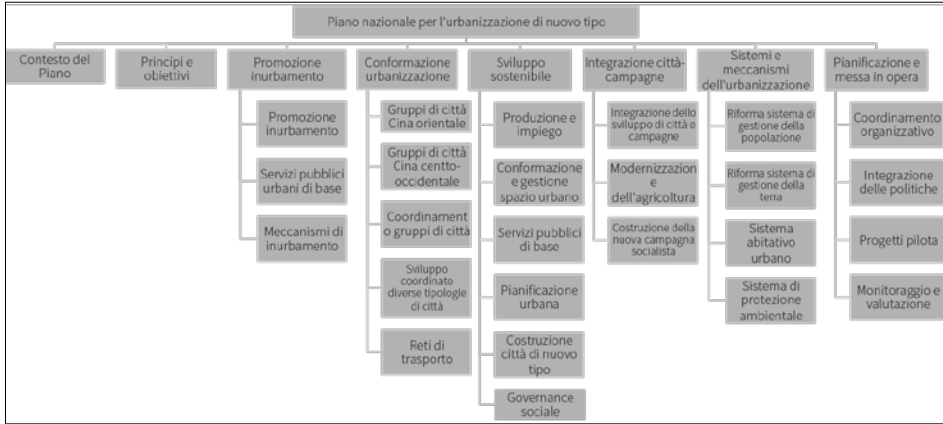 Piano nazionale per l'urbanizzazione di nuovo tipo
Contesto del
Piano
Principi e
obiettivi
Promozione
inurbamento
Promozione
inurbamento
Servizi pubblici
urbani di base
Meccanismi di
inurbamento
Conformazione
urbanizzazione
Gruppi di città
Cina orientale
Gruppi di città
Cina centto-
occidentale
Coordinament
o gruppi di città
Sviluppo
coordinato
diverse tipologie
di città
Reti di
trasporto
Sviluppo
sostenibile
Produzione e
impiego
Conformazione
e gestione
spazio urbano
Servizi pubblici
di base
Pianificazione
urbana
Costruzione
città di nuovo
tipo
Governance
sociale
Integrazione città-
campagne
Integrazione dello
sviluppo di città e
campagne
Modernizzazion
e
dell'agricoltura
Costruzione della
nuova campagna
socialista
Sistemi e
meccanismi
dell'urbanizzazione
Riforma sistema di
gestione della
popolazione
Riforma sistema di
gestione della
terra
Sistema
abitativo
urbano
Sistema di
protezione
ambientale
Pianificazione e
messa in opera
Coordinamento
organizzativo
Integrazione
delle politiche
Progetti pilota
Monitoraggio e
valutazione